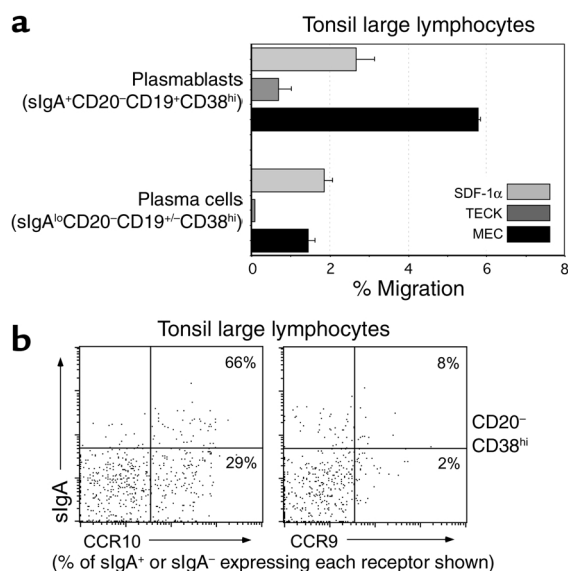 a
Tonsil large lymphocytes
Plasmablasts
(sIgA⁺CD20⁻CD19⁺CD38ʰⁱ)
Plasma cells
(sIgAˡᵒCD20⁻CD19⁺/⁻CD38ʰⁱ)
SDF-1α
TECK
MEC
0 2 4 6 8
% Migration
b
Tonsil large lymphocytes
66% 8%
29% 2%
CD20⁻
CD38ʰⁱ
sIgA
CCR10 CCR9
(% of sIgA⁺ or sIgA⁻ expressing each receptor shown)